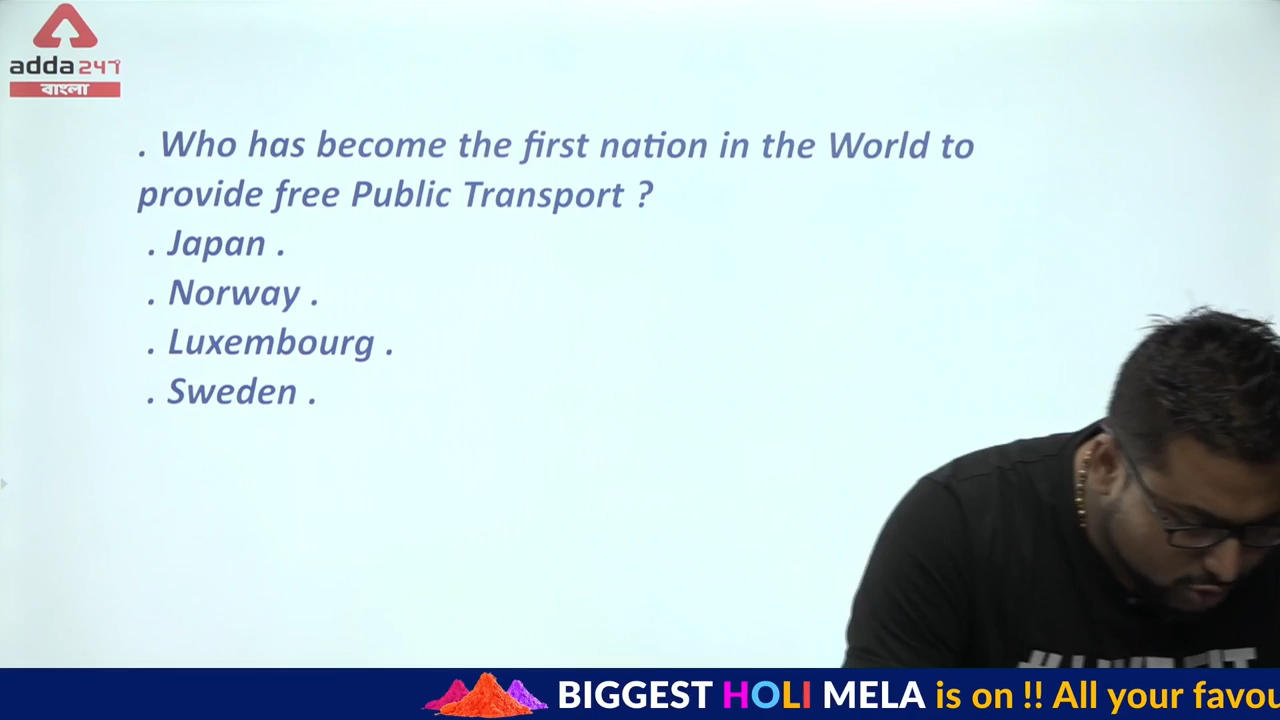 adda247
বাংলা
. Who has become the first nation in the World to
provide free Public Transport ?
. Japan .
. Norway .
. Luxembourg .
. Sweden .
BIGGEST HOLI MELA is on !! All your favou